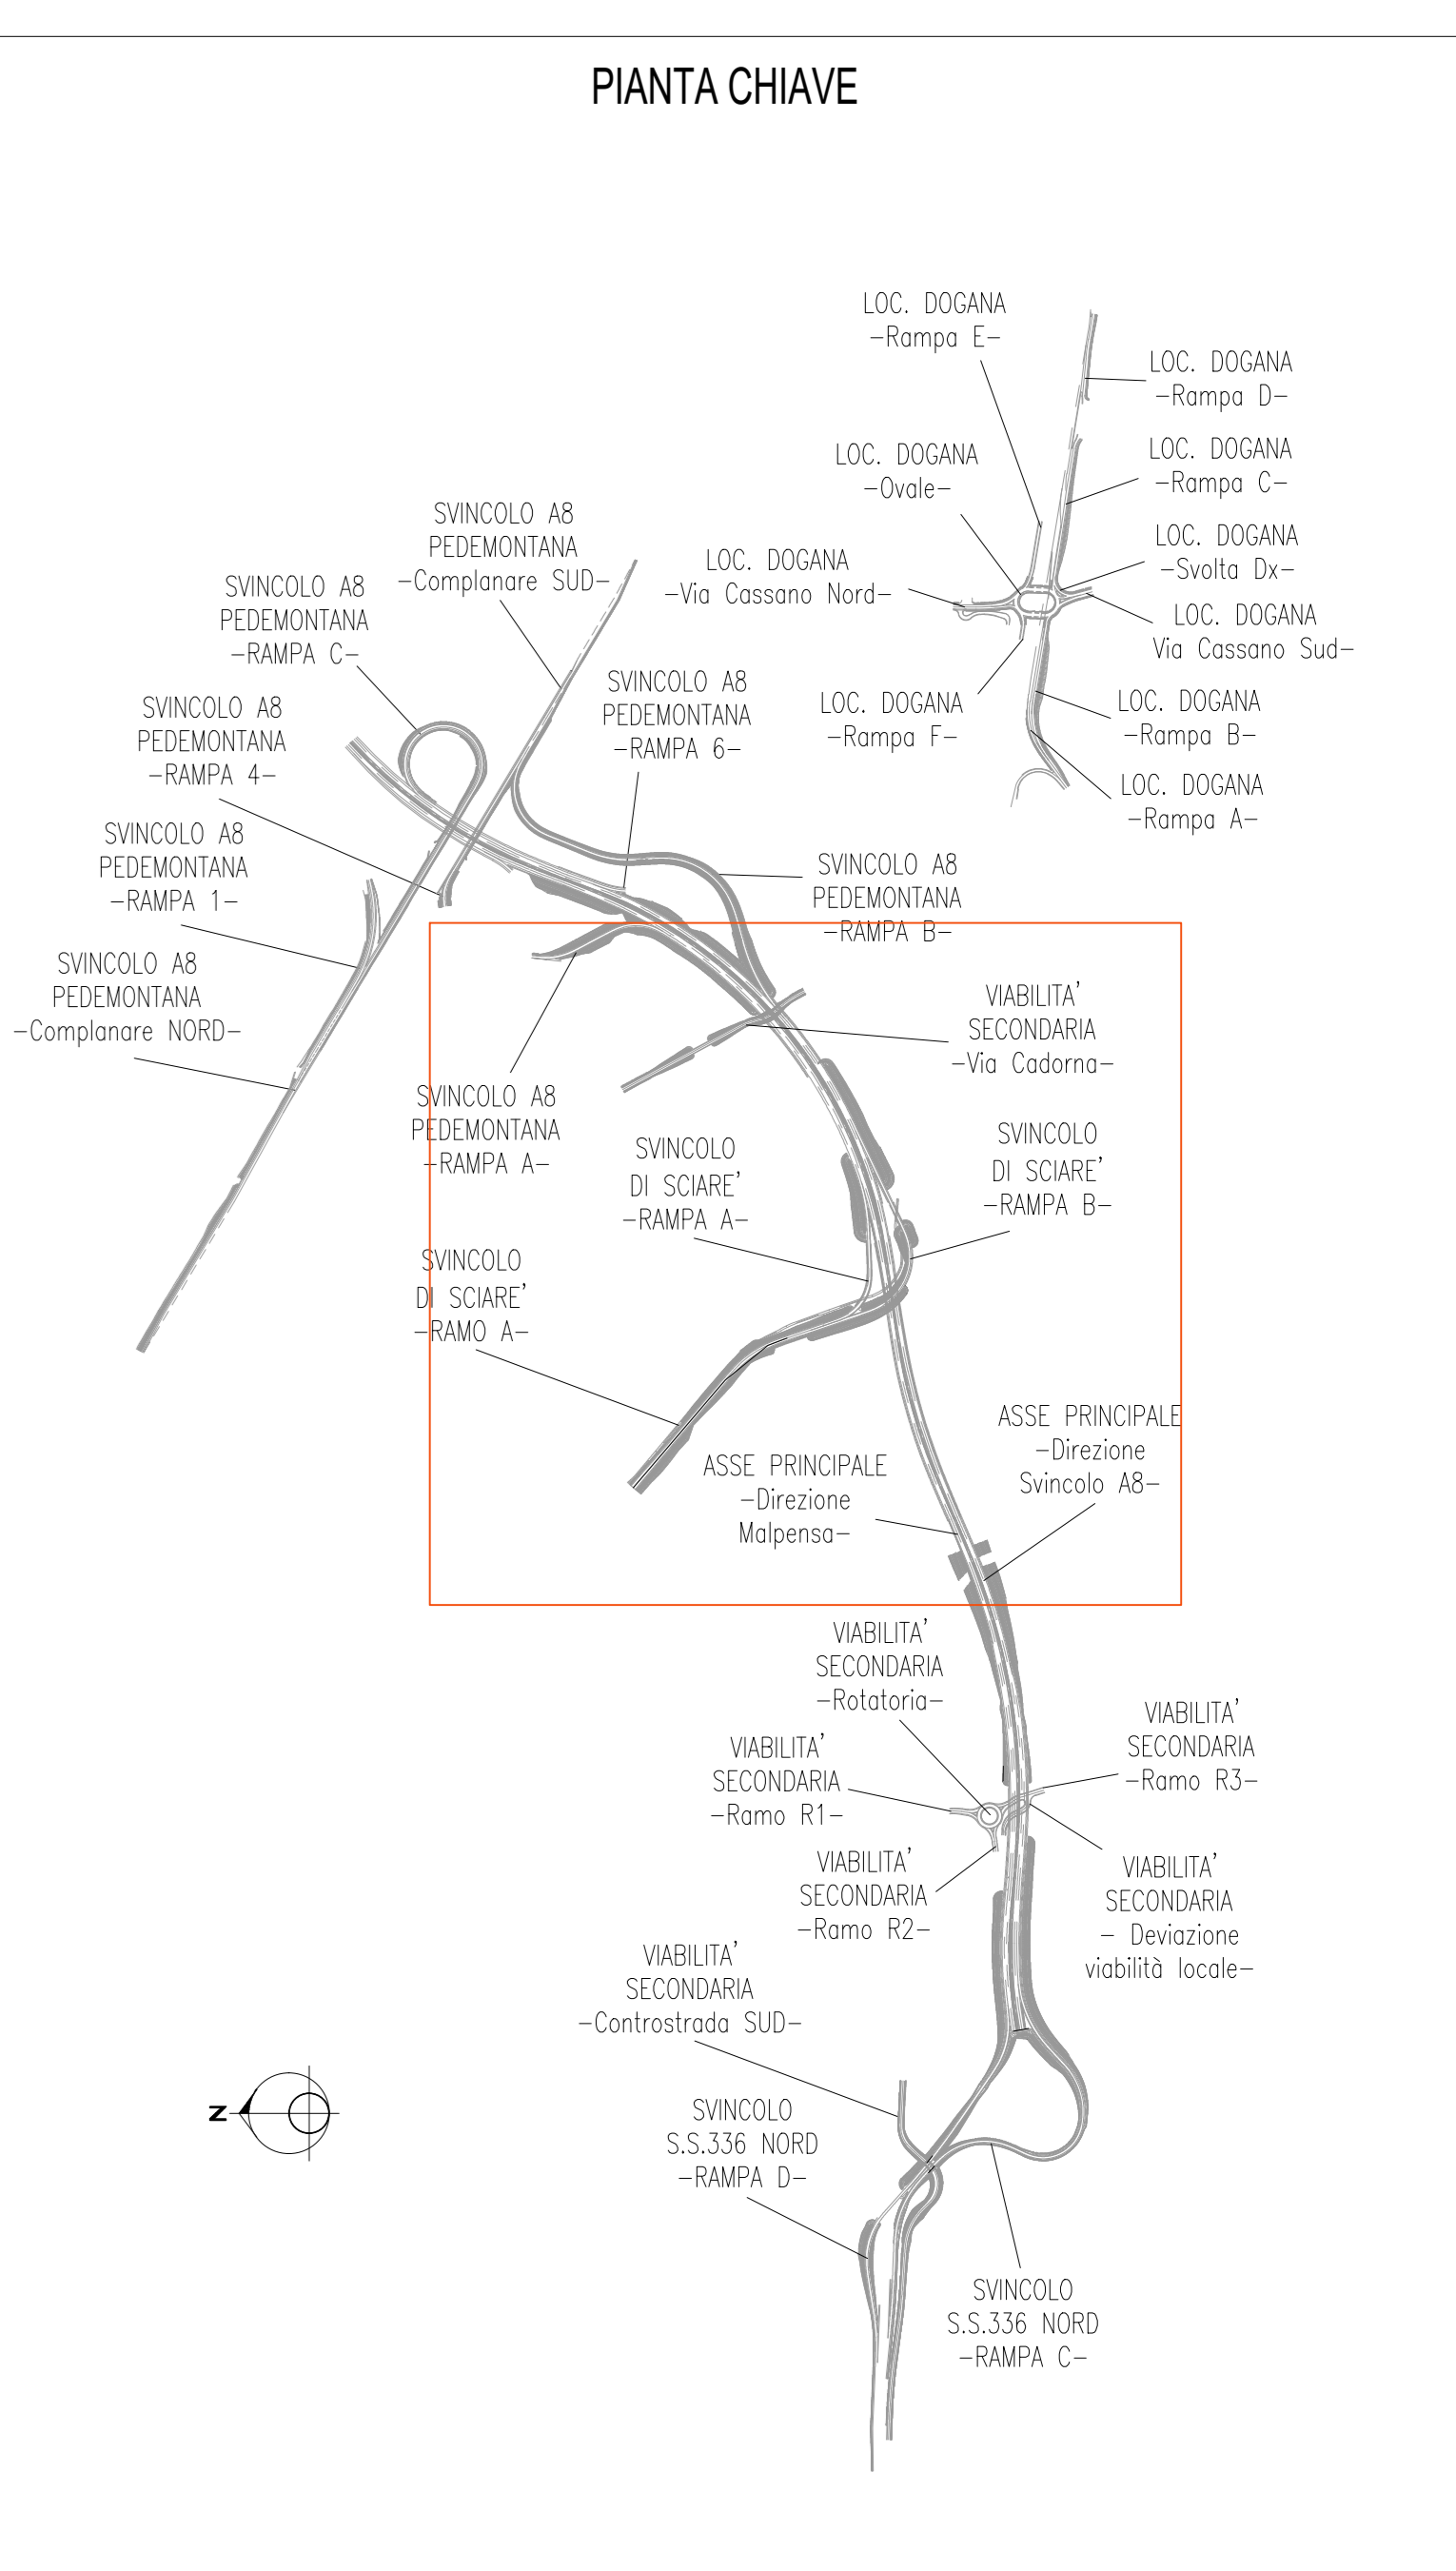 PIANTA CHIAVE
LOC. DOGANA
-Rampa E-
LOC. DOGANA
-Rampa D-
LOC. DOGANA
-Ovale-
LOC. DOGANA
-Rampa C-
SVINCOLO A8
PEDEMONTANA
-Complanare SUD-
LOC. DOGANA
-Svolta Dx-
LOC. DOGANA
-Via Cassano Nord-
SVINCOLO A8
PEDEMONTANA
-RAMPA C-
LOC. DOGANA
Via Cassano Sud-
SVINCOLO A8
PEDEMONTANA
-RAMPA 6-
LOC. DOGANA
-Rampa F-
LOC. DOGANA
-Rampa B-
SVINCOLO A8
PEDEMONTANA
-RAMPA 4-
LOC. DOGANA
-Rampa A-
SVINCOLO A8
PEDEMONTANA
-RAMPA 1-
SVINCOLO A8
PEDEMONTANA
-RAMPA B-
SVINCOLO A8
PEDEMONTANA
-Complanare NORD-
VIABILITA'
SECONDARIA
-Via Cadorna-
SVINCOLO A8
PEDEMONTANA
-RAMPA A-
SVINCOLO
DI SCIARE'
-RAMPA A-
SVINCOLO
DI SCIARE'
-RAMPA B-
SVINCOLO
DI SCIARE'
-RAMO A-
ASSE PRINCIPALE
-Direzione
Svincolo A8-
ASSE PRINCIPALE
-Direzione
Malpensa-
VIABILITA'
SECONDARIA
-Rotatoria-
VIABILITA'
SECONDARIA
-Ramo R3-
VIABILITA'
SECONDARIA
-Ramo R1-
VIABILITA'
SECONDARIA
-Ramo R2-
VIABILITA'
SECONDARIA
- Deviazione
viabilità locale-
VIABILITA'
SECONDARIA
-Controstrada SUD-
N
SVINCOLO
S.S.336 NORD
-RAMPA D-
SVINCOLO
S.S.336 NORD
-RAMPA C-